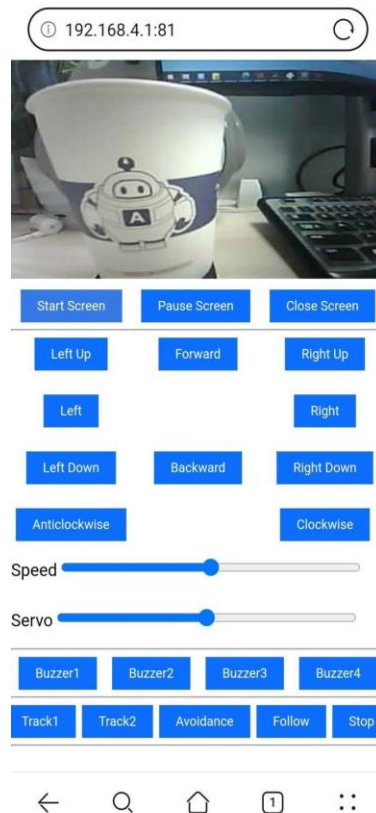 192.168.4.1:81
A
Start Screen Pause Screen Close Screen
Left Up Forward Right Up
Left Right
Left Down Backward Right Down
Anticlockwise Clockwise
Speed
Servo
Buzzer1 Buzzer2 Buzzer3 Buzzer4
Track1 Track2 Avoidance Follow Stop
1